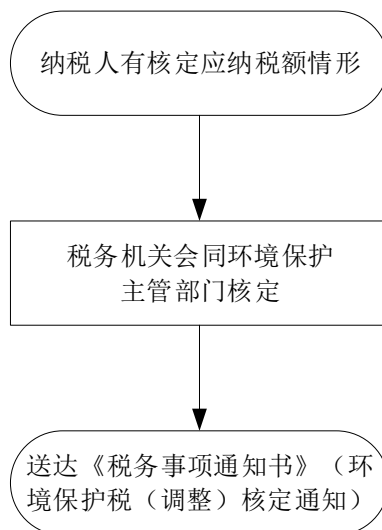 纳税人有核定应纳税额情形
税务机关会同环境保护
主管部门核定
送达《税务事项通知书》（环
境保护税（调整）核定通知）